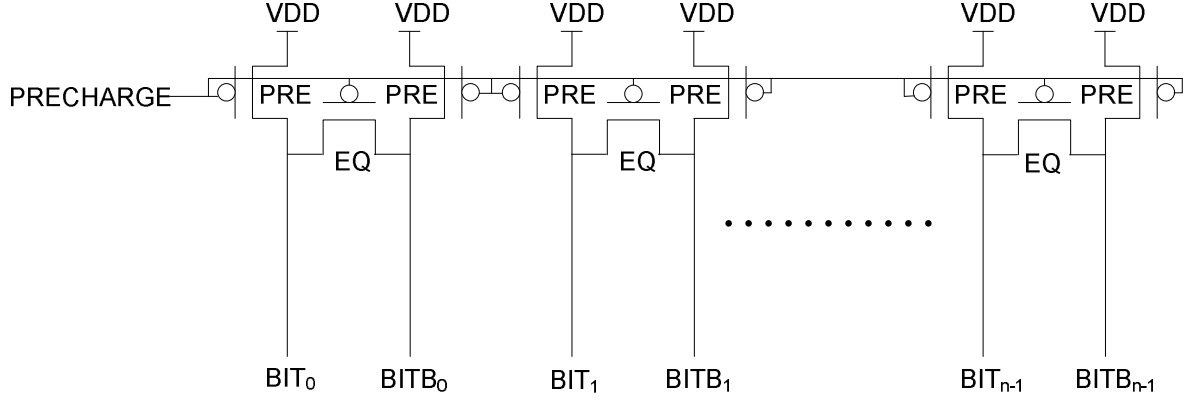 VDD VDD VDD VDD VDD VDD
PRECHARGE PRE PRE PRE PRE PRE PRE
EQ EQ EQ
BIT0 BITB0 BIT1 BITB1 BITn-1 BITBn-1